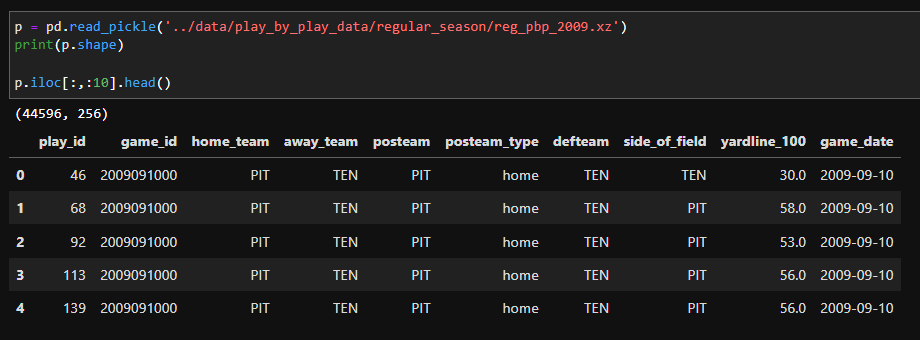 p = pd.read_pickle('../data/play_by_play_data/regular_season/reg_pbp_2009.xz')
print(p.shape)
p.iloc[:,:10].head()
(44596, 256)
play_id game_id home_team away_team posteam posteam_type defteam side_of_field yardline_100 game_date
0 46 2009091000 PIT TEN PIT home TEN TEN 30.0 2009-09-10
1 68 2009091000 PIT TEN PIT home TEN PIT 58.0 2009-09-10
2 92 2009091000 PIT TEN PIT home TEN PIT 53.0 2009-09-10
3 113 2009091000 PIT TEN PIT home TEN PIT 56.0 2009-09-10
4 139 2009091000 PIT TEN PIT home TEN PIT 56.0 2009-09-10